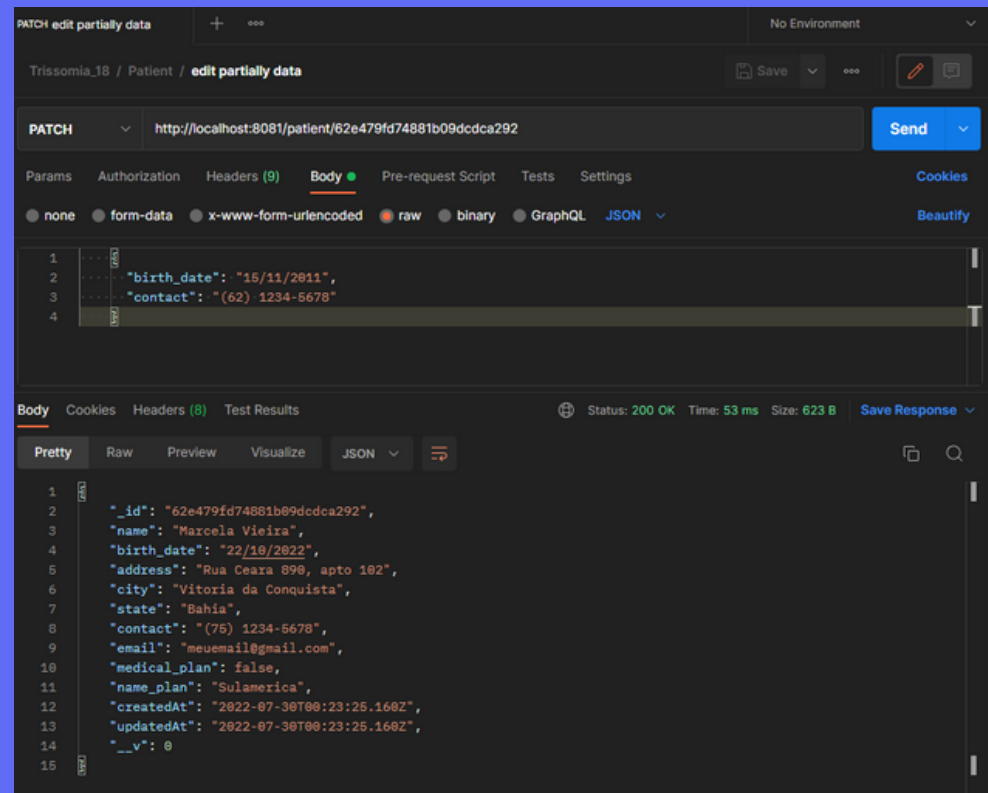 PATCH edit partially data + ooo No Environment
Trissomia_18 / Patient / edit partially data Save ooo
PATCH http://localhost:8081/patient/62e479fd74881b09dcdca292 Send
Params Authorization Headers (9) Body Pre-request Script Tests Settings Cookies
none form-data x-www-form-urlencoded raw binary GraphQL JSON Beautify
1 {
2 "birth_date": "15/11/2011",
3 "contact": "(62) 1234-5678"
4 }
Body Cookies Headers (8) Test Results Status: 200 OK Time: 53 ms Size: 623 B Save Response
Pretty Raw Preview Visualize JSON
1 {
2 "_id": "62e479fd74881b09dcdca292",
3 "name": "Marcela Vieira",
4 "birth_date": "22/10/2022",
5 "address": "Rua Ceara 890, apto 102",
6 "city": "Vitoria da Conquista",
7 "state": "Bahia",
8 "contact": "(75) 1234-5678",
9 "email": "meuemail@gmail.com",
10 "medical_plan": false,
11 "name_plan": "Sulamerica",
12 "createdAt": "2022-07-30T00:23:25.160Z",
13 "updatedAt": "2022-07-30T00:23:25.160Z",
14 "__v": 0
15 }